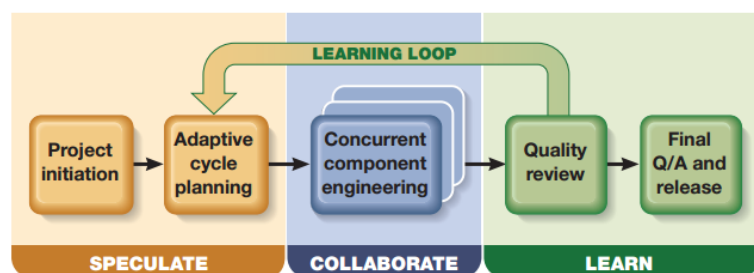 LEARNING LOOP
Project
initiation
Adaptive
cycle
planning
Concurrent
component
engineering
Quality
review
Final
Q/A and
release
SPECULATE
COLLABORATE
LEARN